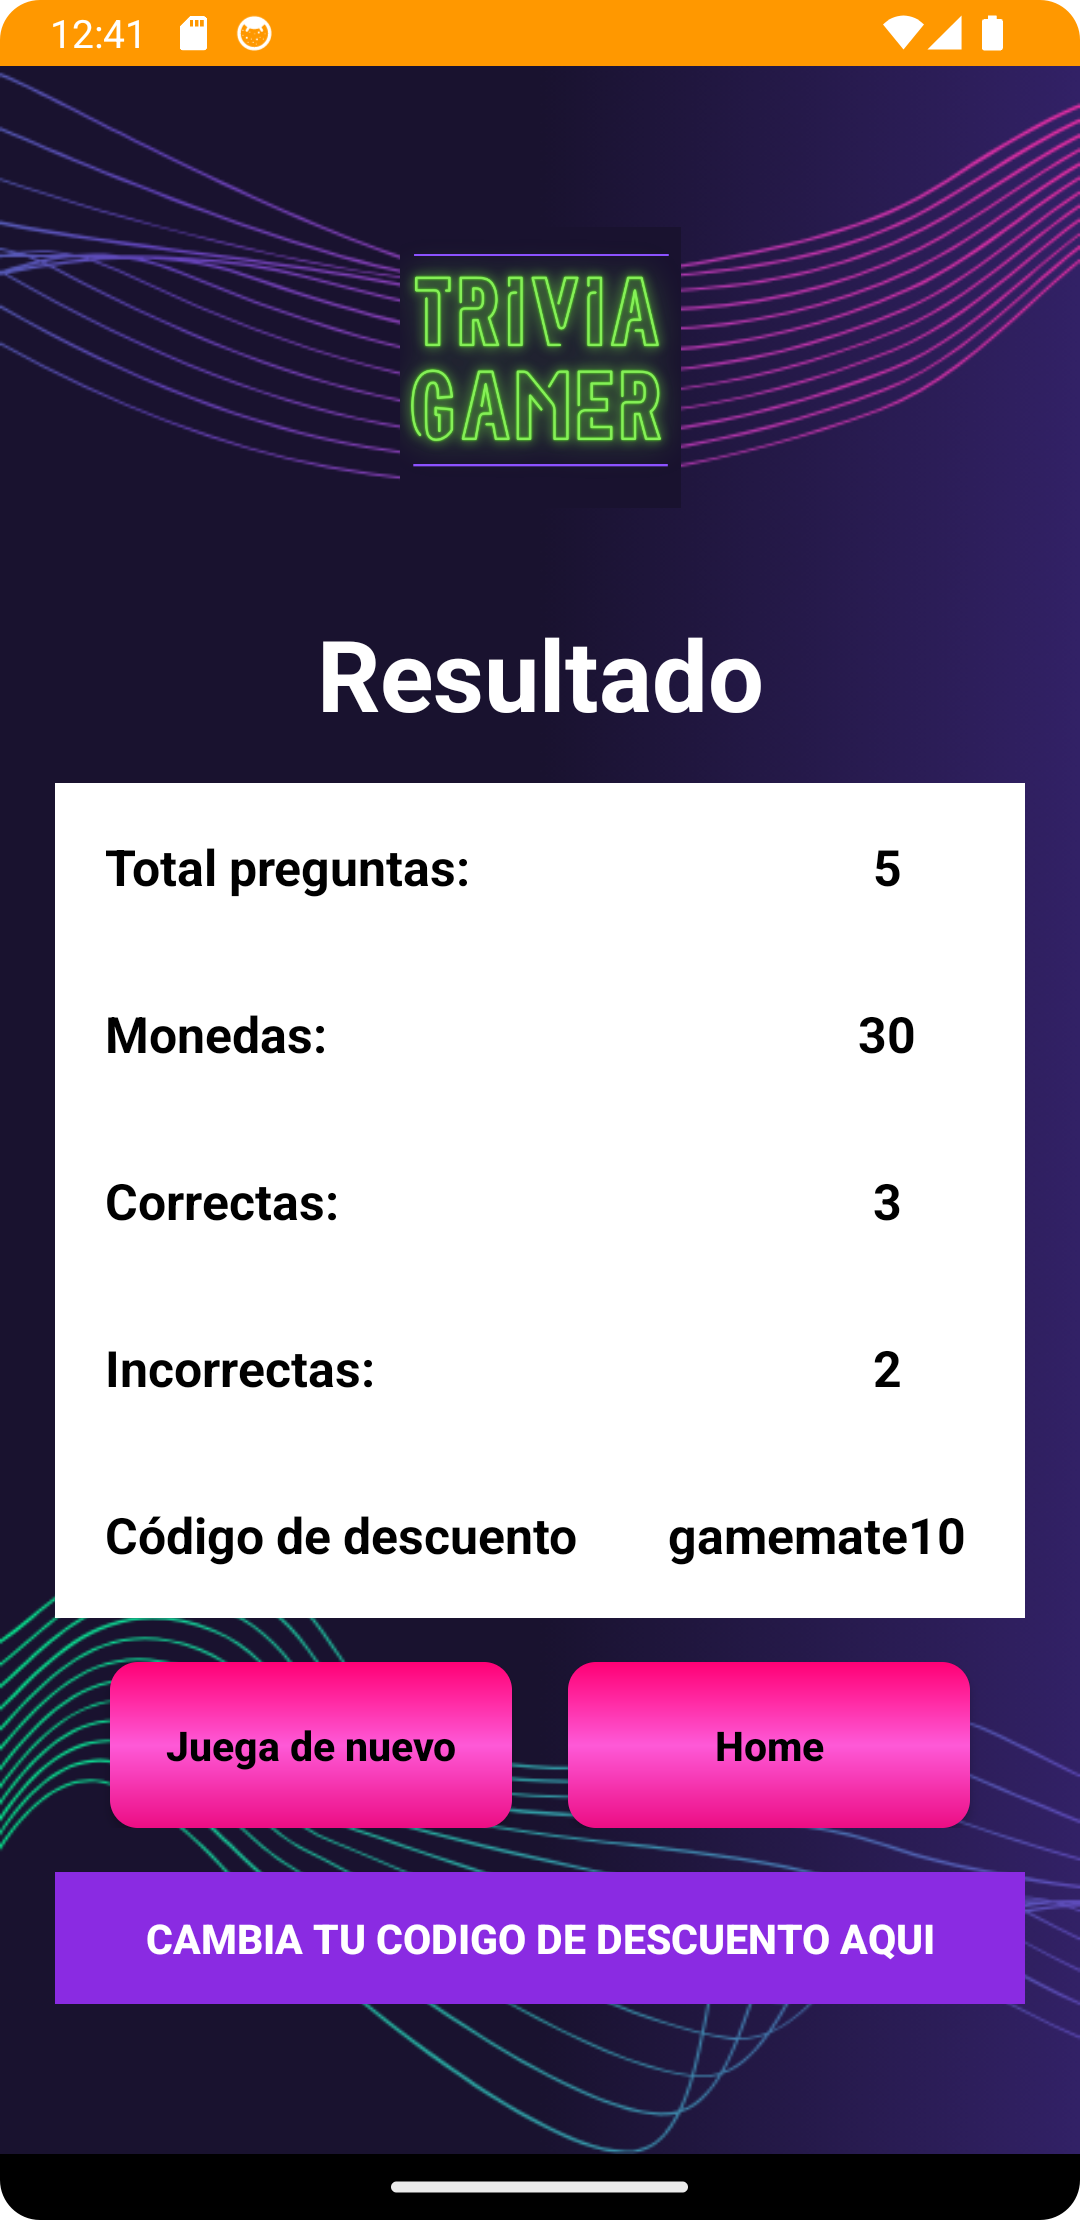 12:41
TRIVIA
GAMER
Resultado
Total preguntas: 5
Monedas: 30
Correctas: 3
Incorrectas: 2
Código de descuento gamemate10
Juega de nuevo Home
CAMBIA TU CODIGO DE DESCUENTO AQUI